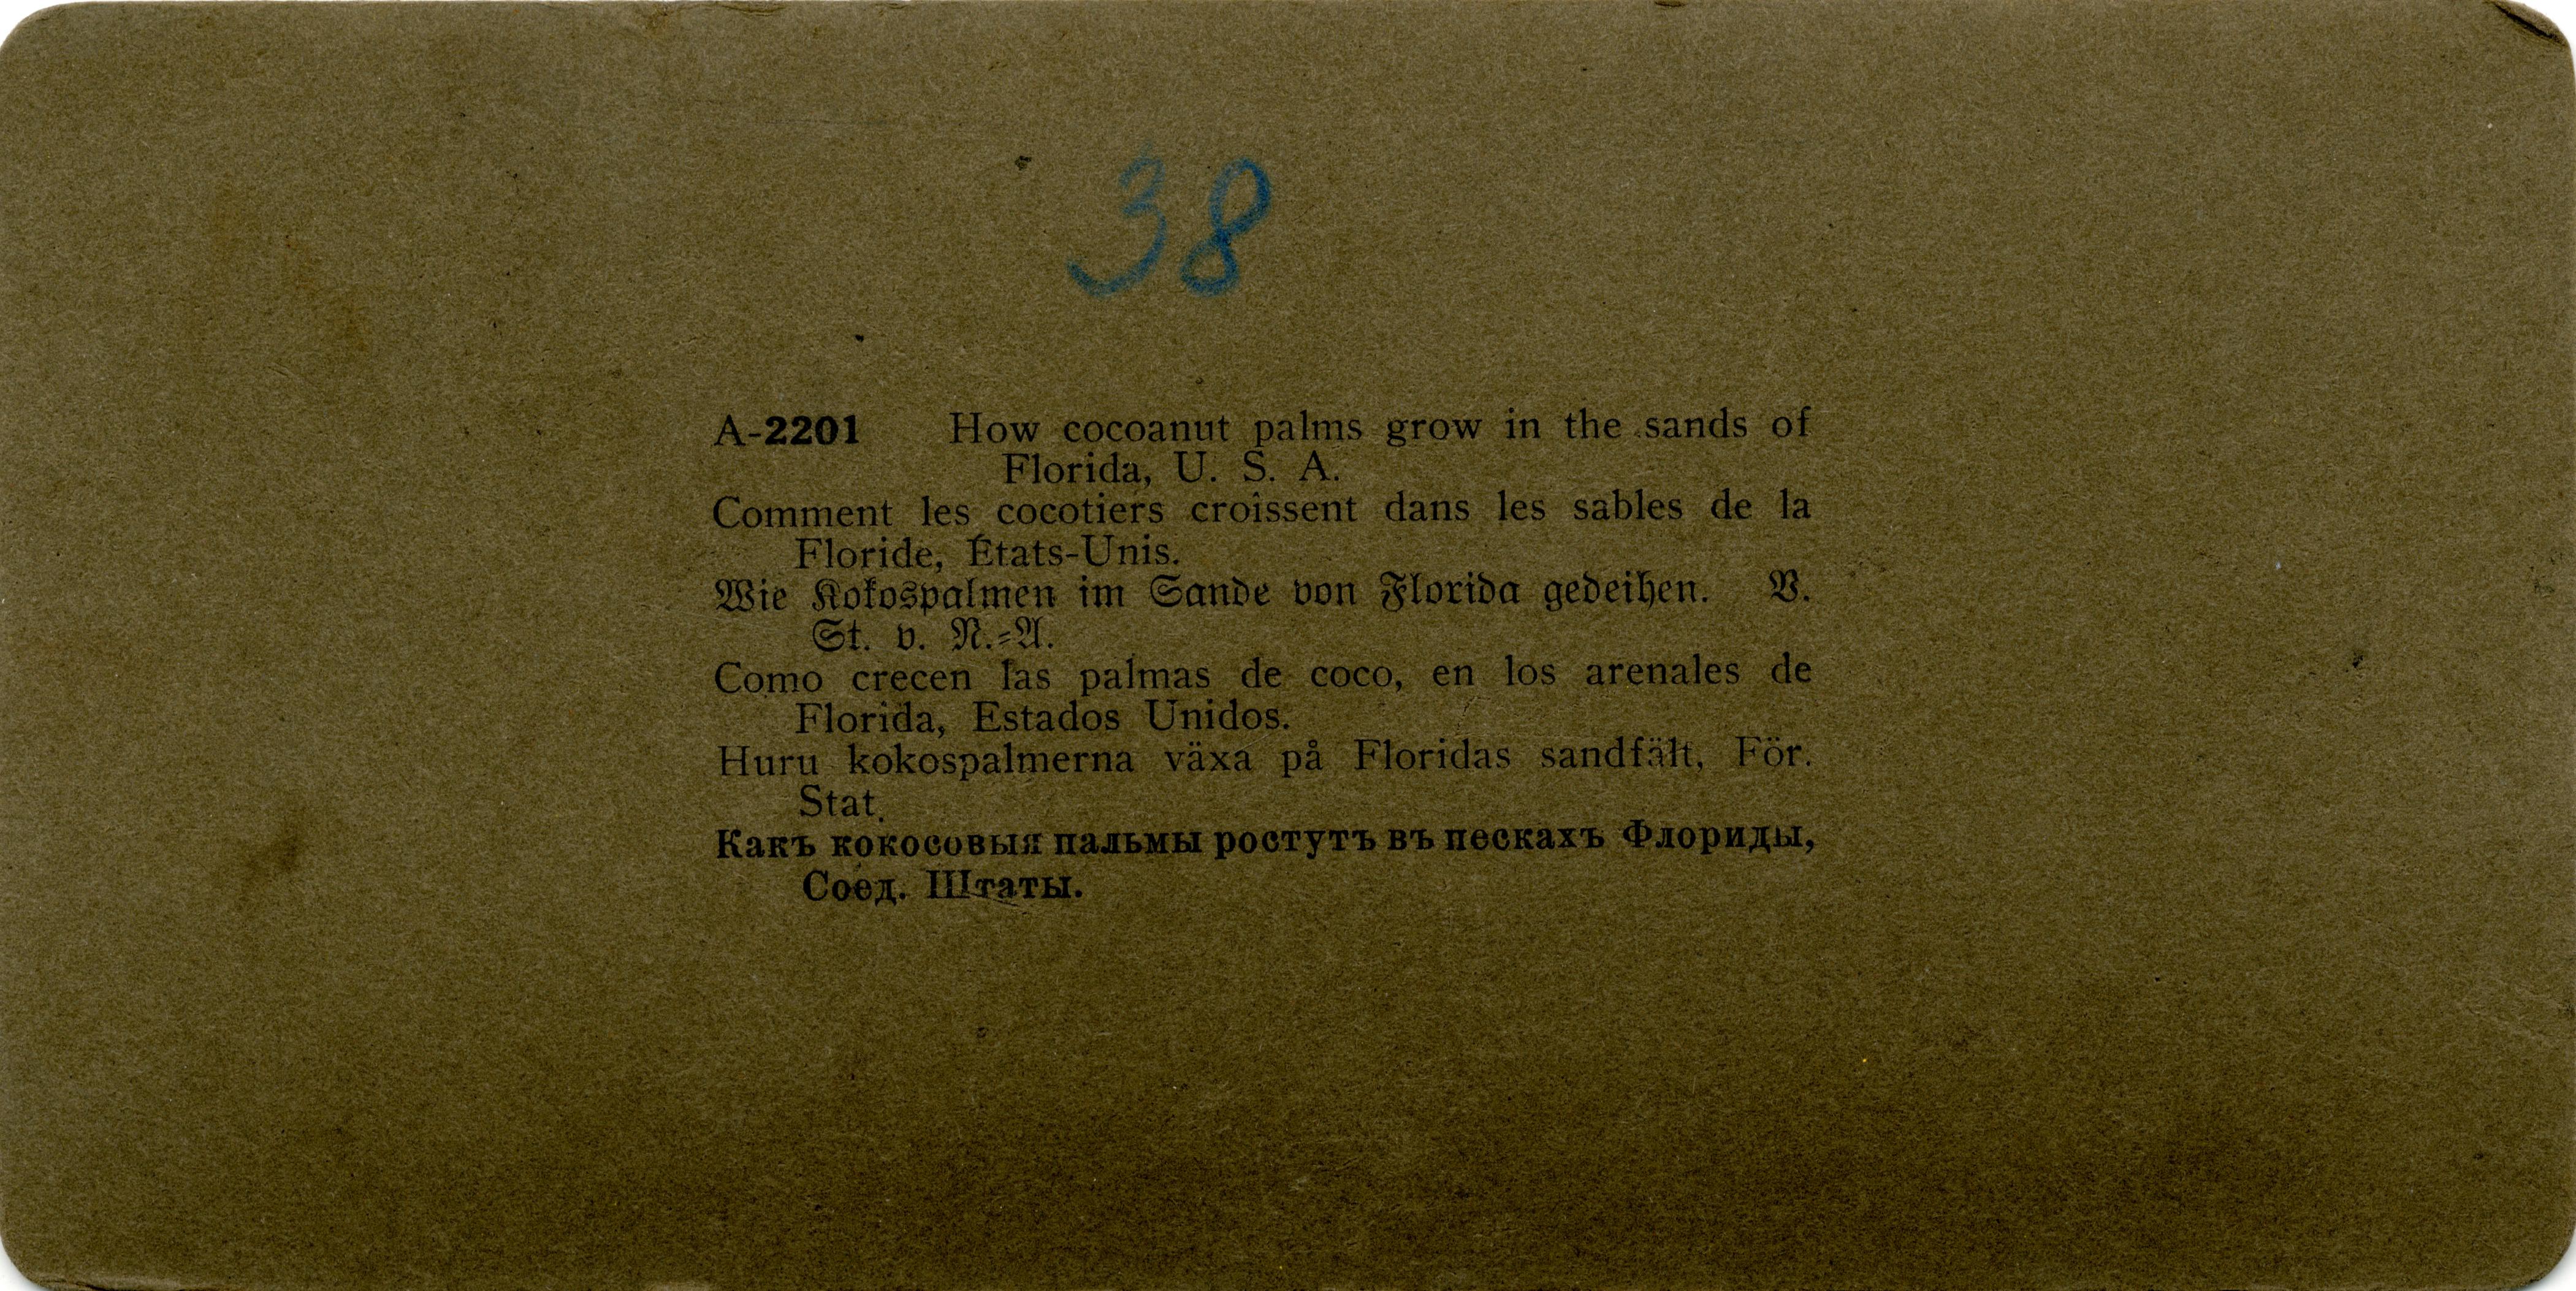 38
A-2201 How cocoanut palms grow in the sands of
Florida, U. S. A.
Comment les cocotiers croissent dans les sables de la
Floride, États-Unis.
Wie Kokospalmen im Sande von Florida gedeihen. V.
St. v. N.-A.
Como crecen las palmas de coco, en los arenales de
Florida, Estados Unidos.
Huru kokospalmerna växa på Floridas sandfält, För.
Stat.
Какъ кокосовыя пальмы ростутъ въ пескахъ Флориды,
Соед. Штаты.